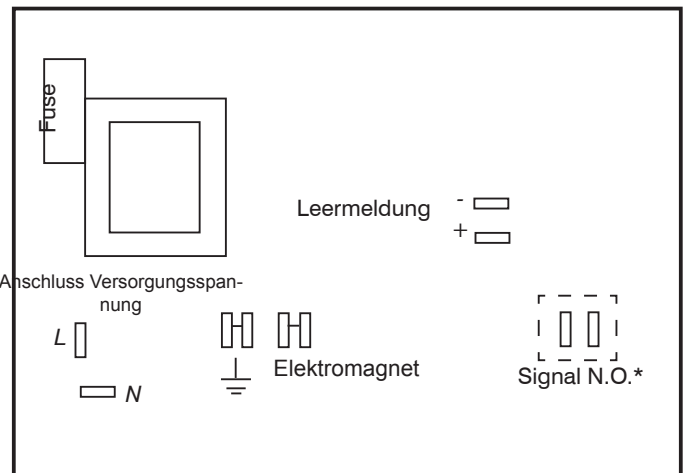 Fuse
Leermeldung
-
+
Anschluss Versorgungsspan-
nung
L
N
Elektromagnet
Signal N.O.*